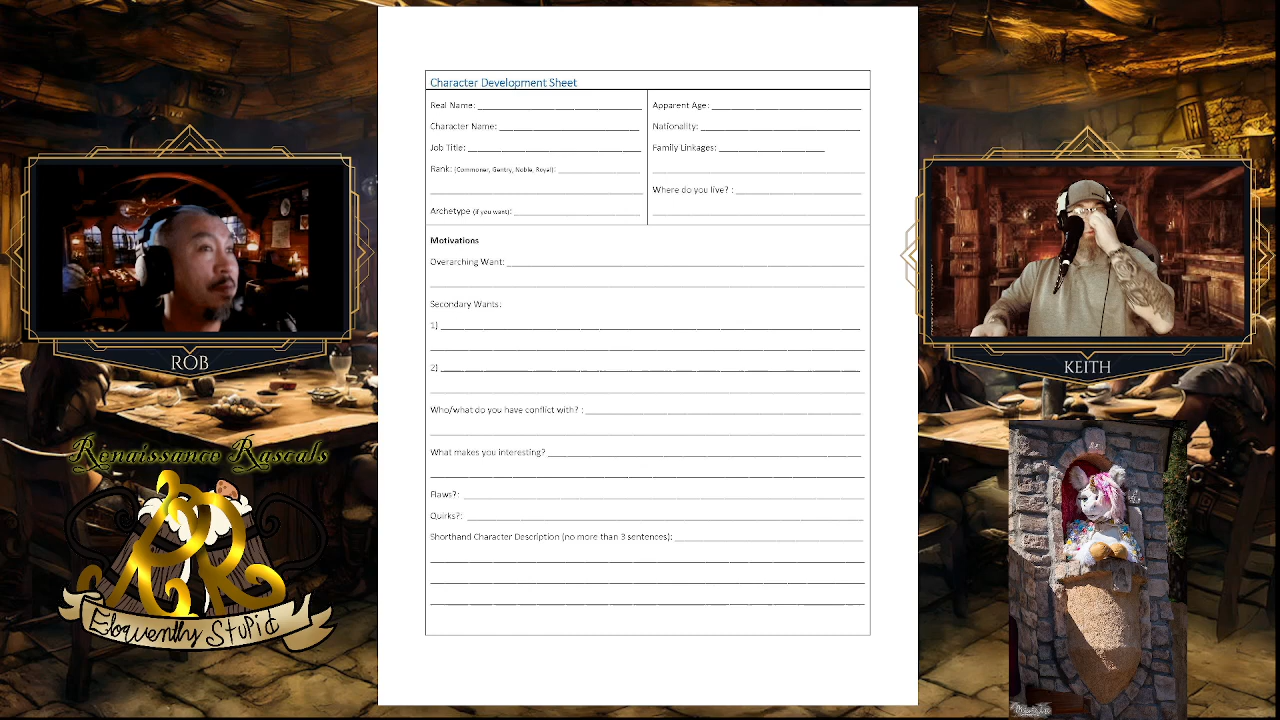 Character Development Sheet
Real Name:
Apparent Age:
Character Name:
Nationality:
Job Title:
Family Linkages:
Rank: (Commoner, Gentry, Noble, Royal):
Where do you live? :
Archetype (if you want):
Motivations
Overarching Want:
Secondary Wants:
1)
2)
Who/what do you have conflict with? :
What makes you interesting?
Flaws?:
Quirks?:
Shorthand Character Description (no more than 3 sentences):
ROB
KEITH
Renaissance Rascals
RR
Eloquently Stupid